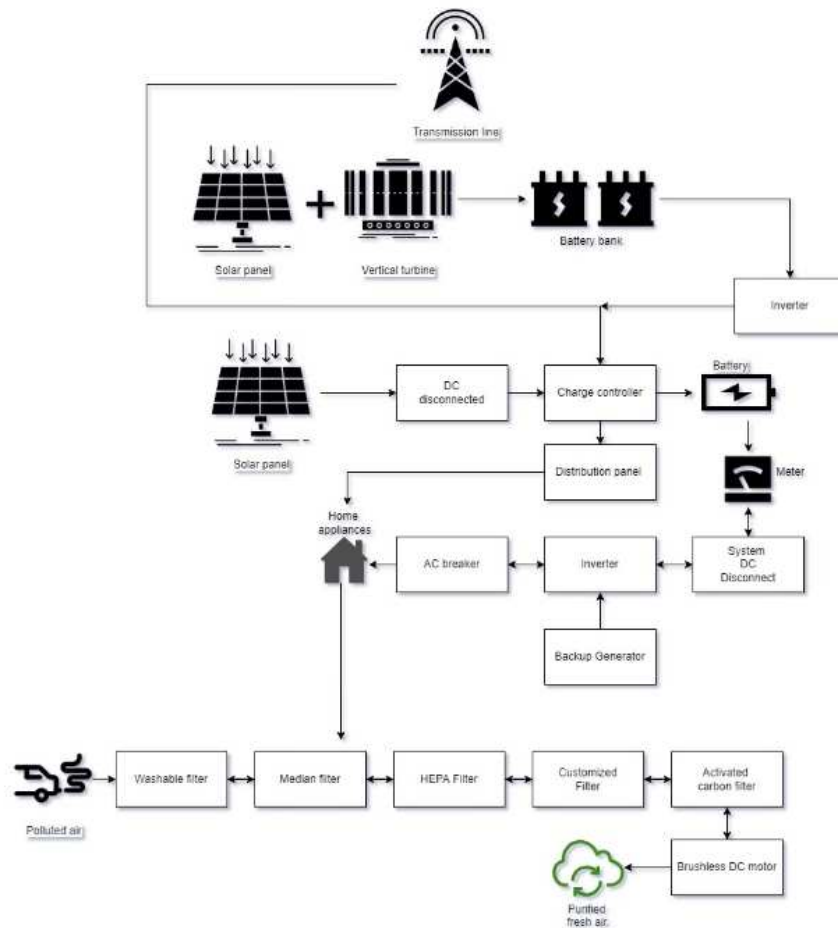 Transmission line
Solar panel
Vertical turbine
Battery bank
Inverter
Solar panel
DC
disconnected
Charge controller
Battery
Distribution panel
Meter
Home
appliances
AC breaker
Inverter
System
DC
Disconnect
Backup Generator
Polluted air
Washable filter
Median filter
HEPA Filter
Customized
Filter
Activated
carbon filter
Brushless DC motor
Purified
fresh air.